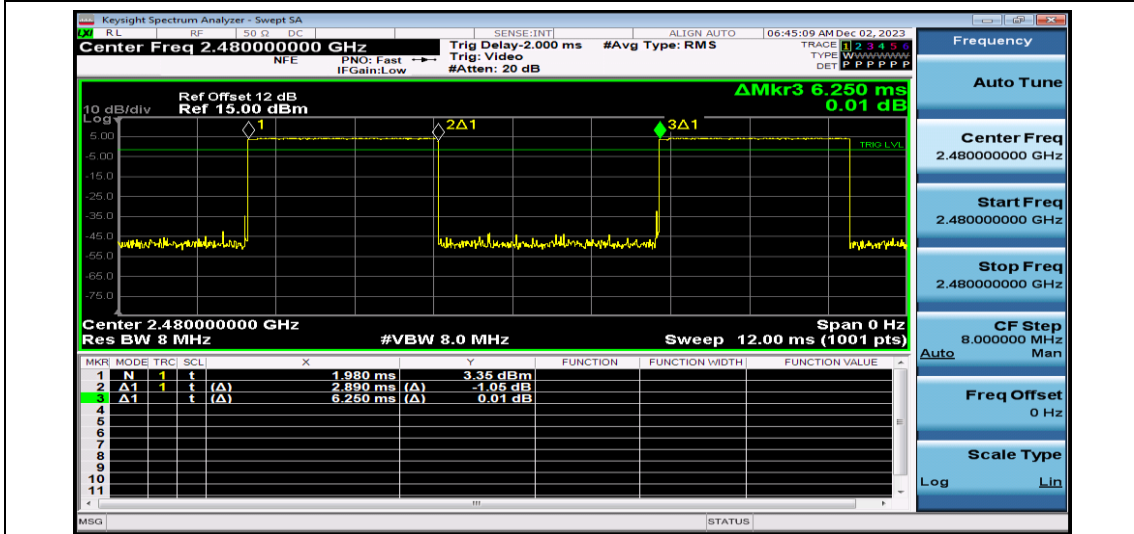 Keysight Spectrum Analyzer - Swept SA
LXI RL RF 50 Ω DC SENSE:INT ALIGN AUTO 06:45:09 AM Dec 02, 2023
Center Freq 2.480000000 GHz Trig Delay-2.000 ms #Avg Type: RMS TRACE 1 2 3 4 5 6
NFE PNO: Fast Trig: Video TYPE WWWWWW
IFGain:Low #Atten: 20 dB DET P P P P P P
ΔMkr3 6.250 ms
0.01 dB
Ref Offset 12 dB
10 dB/div Ref 15.00 dBm
Log
1 2Δ1 3Δ1
5.00
TRIG LVL
-5.00
-15.0
-25.0
-35.0
-45.0
-55.0
-65.0
-75.0
Center 2.480000000 GHz Span 0 Hz
Res BW 8 MHz #VBW 8.0 MHz Sweep 12.00 ms (1001 pts)
MKR MODE TRC SCL X Y FUNCTION FUNCTION WIDTH FUNCTION VALUE
1 N 1 t 1.980 ms 3.35 dBm
2 Δ1 1 t (Δ) 2.890 ms (Δ) -1.05 dB
3 Δ1 t (Δ) 6.250 ms (Δ) 0.01 dB
4
5
6
7
8
9
10
11
MSG STATUS
Frequency
Auto Tune
Center Freq
2.480000000 GHz
Start Freq
2.480000000 GHz
Stop Freq
2.480000000 GHz
CF Step
8.000000 MHz
Auto Man
Freq Offset
0 Hz
Scale Type
Log Lin